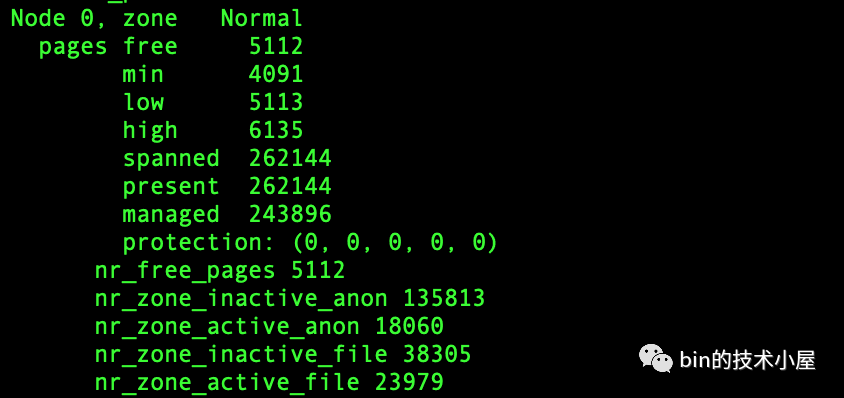 Node 0, zone   Normal
  pages free     5112
        min      4091
        low      5113
        high     6135
        spanned  262144
        present  262144
        managed  243896
        protection: (0, 0, 0, 0, 0)
      nr_free_pages 5112
      nr_zone_inactive_anon 135813
      nr_zone_active_anon 18060
      nr_zone_inactive_file 38305
      nr_zone_active_file 23979
bin的技术小屋